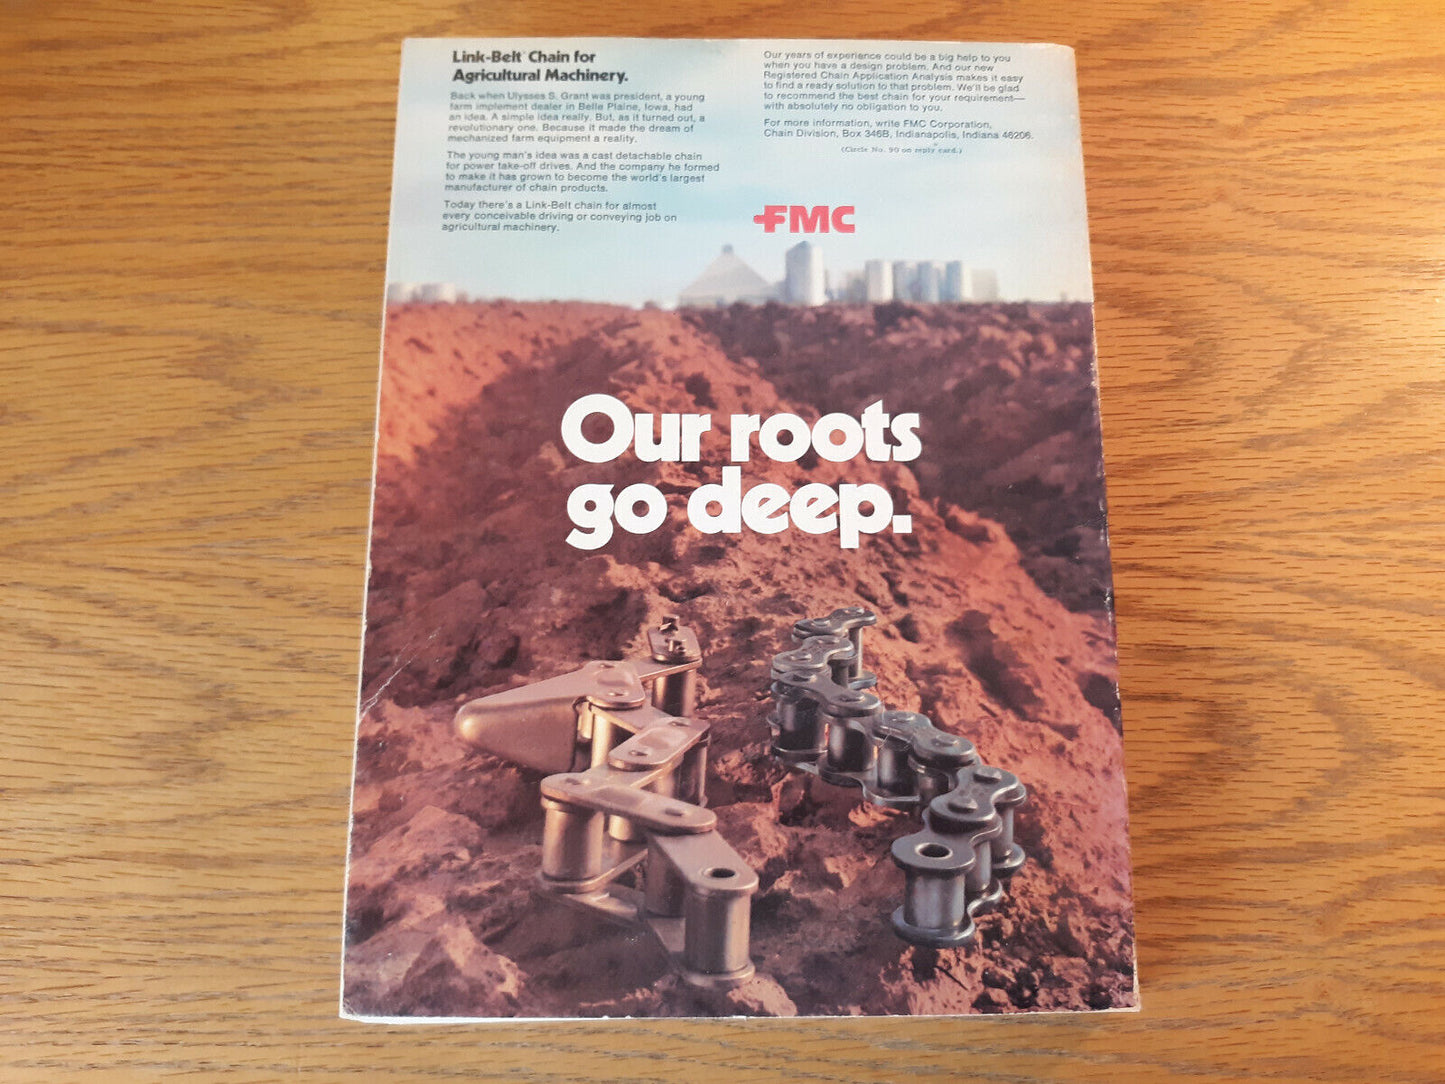 Link-Belt® Chain for
Agricultural Machinery.
Back when Ulysses S. Grant was president, a young
farm implement dealer in Belle Plaine, Iowa, had
an idea. A simple idea really. But, as it turned out, a
revolutionary one. Because it made the dream of
mechanized farm equipment a reality.
The young man's idea was a cast detachable chain
for power take-off drives. And the company he formed
to make it has grown to become the world's largest
manufacturer of chain products.
Today there's a Link-Belt chain for almost
every conceivable driving or conveying job on
agricultural machinery.
Our years of experience could be a big help to you
when you have a design problem. And our new
Registered Chain Application Analysis makes it easy
to find a ready solution to that problem. We'll be glad
to recommend the best chain for your requirement—
with absolutely no obligation to you.
For more information, write FMC Corporation,
Chain Division, Box 346B, Indianapolis, Indiana 46206.
(Circle No. 90 on reply card.)
FMC
Our roots
go deep.